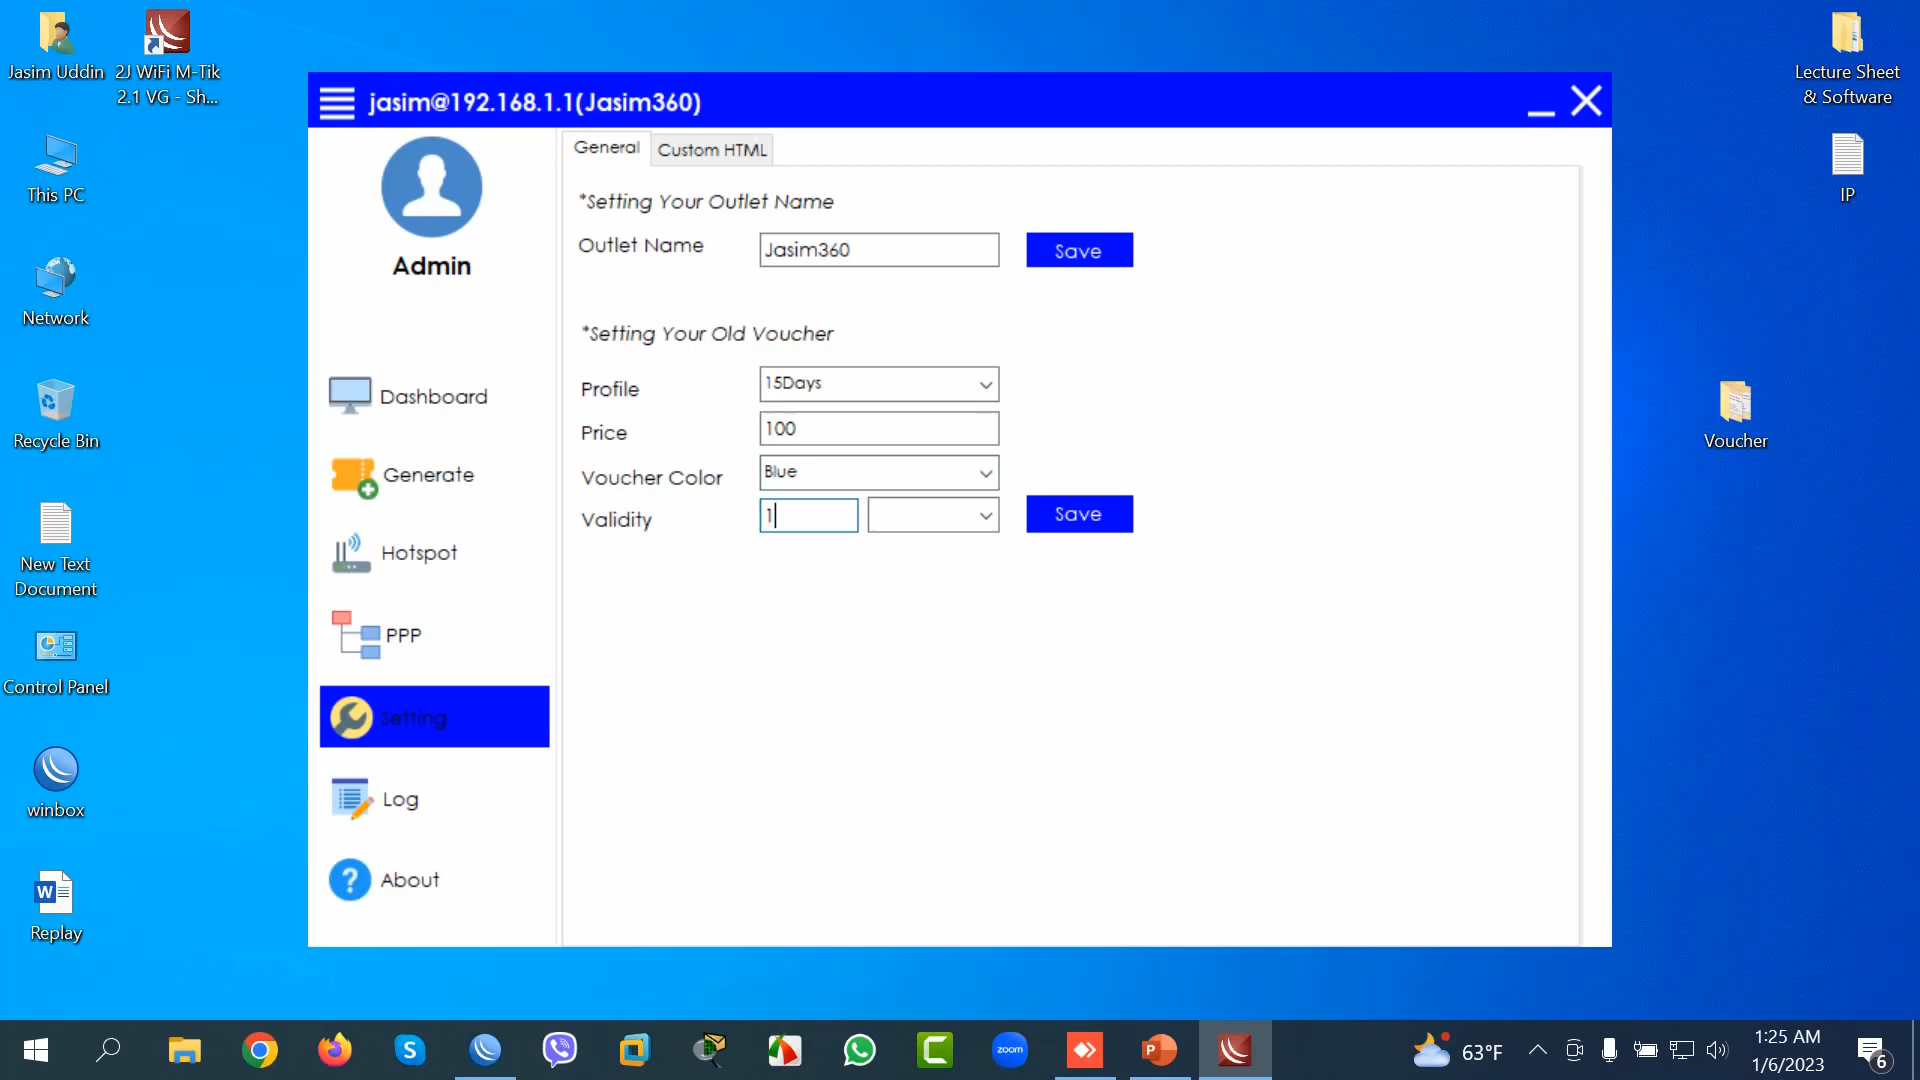 Jasim Uddin
2J WiFi M-Tik
2.1 VG - Sh...
This PC
Network
Recycle Bin
New Text
Document
Control Panel
winbox
W
Replay
Lecture Sheet
& Software
IP
Voucher
jasim@192.168.1.1(Jasim360)
Admin
Dashboard
Generate
Hotspot
PPP
Setting
Log
About
General
Custom HTML
*Setting Your Outlet Name
Outlet Name
Jasim360
Save
*Setting Your Old Voucher
Profile
15Days
Price
100
Voucher Color
Blue
Validity
1
Save
S
C
zoom
P
63°F
1:25 AM
1/6/2023
6